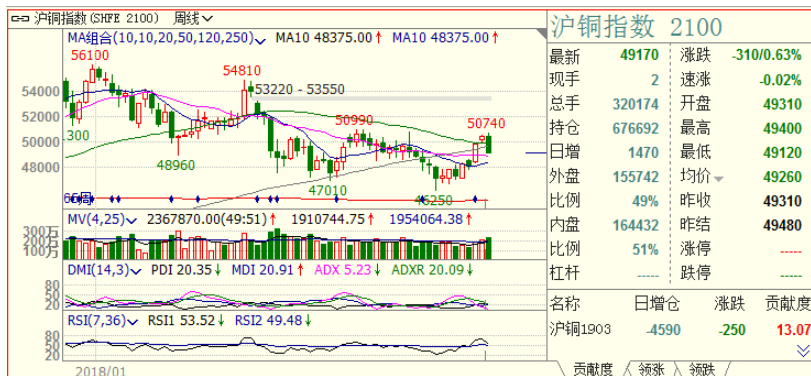 沪铜指数(SHFE 2100) 周线
MA组合(10,10,20,50,120,250) MA10 48375.00↑ MA10 48375.00↑
56100
54810
54000
53220 - 53550
52000
50990
50740
50000
.300
48960
48000
47010
46250
65周
MV(4,25) 2367870.00(49:51)↑ 1910744.75↑ 1954064.38↑
300万
200万
100万
DMI(14,3) PDI 20.35↓ MDI 20.91↑ ADX 5.23↓ ADXR 20.09↓
80
50
20
RSI(7,36) RSI1 53.52↓ RSI2 49.48↓
80
50
20
2018/01
沪铜指数 2100
最新 49170 涨跌 -310/0.63%
现手 2 速涨 -0.02%
总手 320174 开盘 49310
持仓 676692 最高 49400
日增 1470 最低 49120
外盘 155742 均价 49260
比例 49% 昨收 49310
内盘 164432 昨结 49480
比例 51% 涨停 -----
杠杆 ----- 跌停 -----
名称 日增仓 涨跌 贡献度
沪铜1903 -4590 -250 13.07
贡献度 领涨 领跌